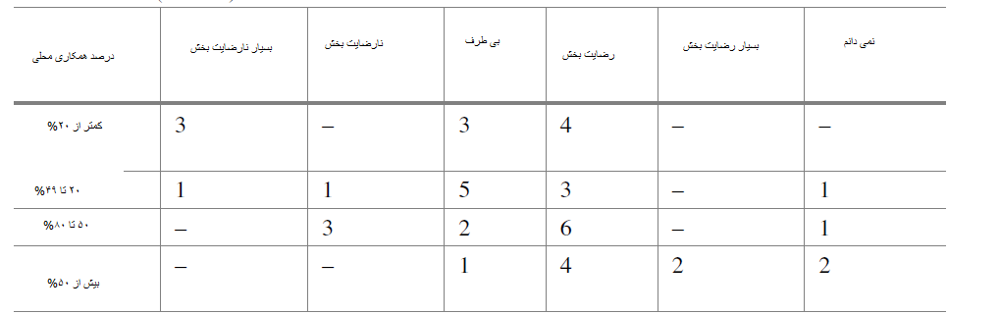 درصد همکاری محلی	بسیار نارضایت بخش	نارضایت بخش	بی طرف	رضایت بخش	بسیار رضایت بخش	نمی دانم
کمتر از ۲۰%	3	–	3	4	–	–
۲۰ تا ۴۹%	1	1	5	3	–	1
۵۰ تا ۸۰%	–	3	2	6	–	1
بیش از ۵۰%	–	–	1	4	2	2